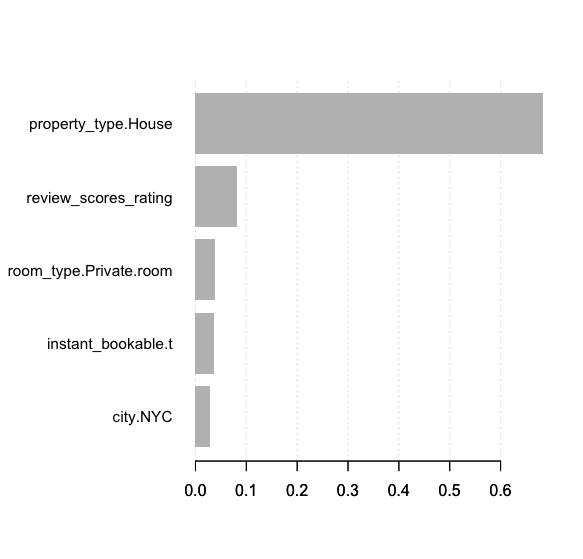 property_type.House
review_scores_rating
room_type.Private.room
instant_bookable.t
city.NYC
0.0 0.1 0.2 0.3 0.4 0.5 0.6